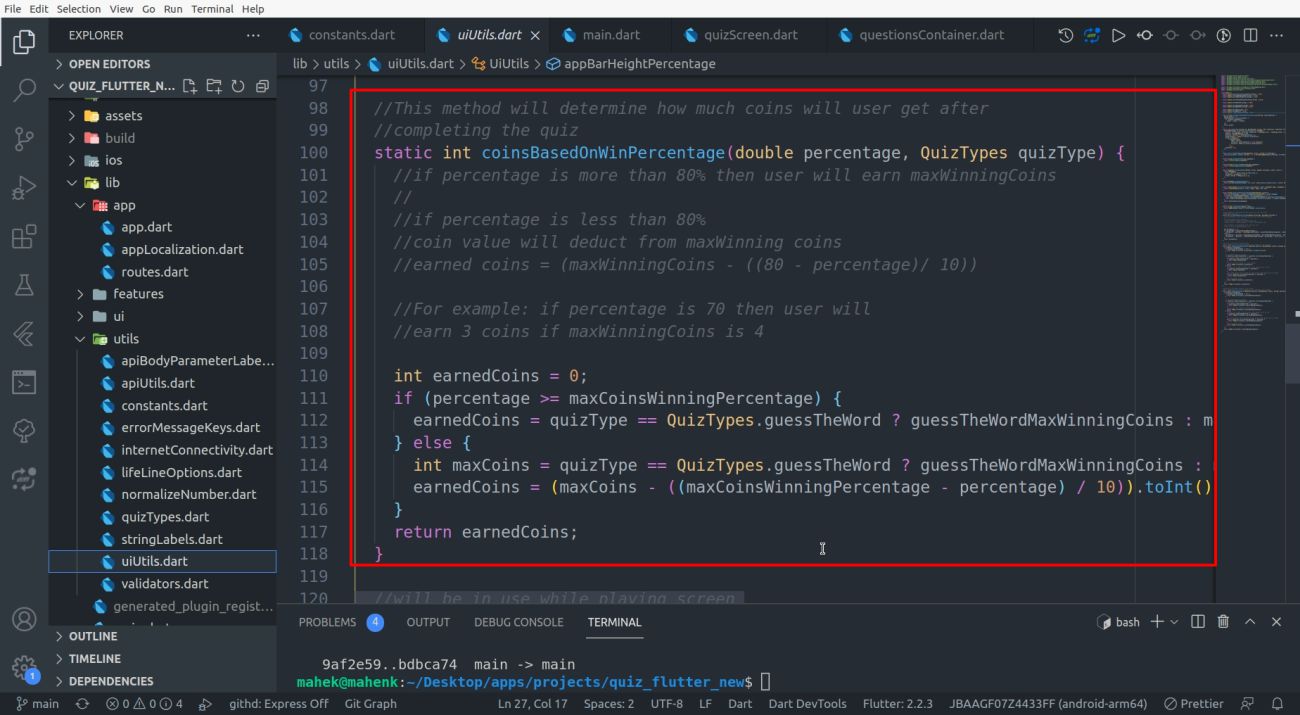 File Edit Selection View Go Run Terminal Help
EXPLORER ...
constants.dart uiUtils.dart main.dart quizScreen.dart questionsContainer.dart
OPEN EDITORS
lib > utils > uiUtils.dart > UiUtils > appBarHeightPercentage
QUIZ_FLUTTER_N...
assets
build
ios
lib
app
app.dart
appLocalization.dart
routes.dart
features
ui
utils
apiBodyParameterLabe...
apiUtils.dart
constants.dart
errorMessageKeys.dart
internetConnectivity.dart
lifeLineOptions.dart
normalizeNumber.dart
quizTypes.dart
stringLabels.dart
uiUtils.dart
validators.dart
generated_plugin_regist...
OUTLINE
TIMELINE
DEPENDENCIES
97
98 //This method will determine how much coins will user get after
99 //completing the quiz
100 static int coinsBasedOnWinPercentage(double percentage, QuizTypes quizType) {
101 //if percentage is more than 80% then user will earn maxWinningCoins
102 //
103 //if percentage is less than 80%
104 //coin value will deduct from maxWinning coins
105 //earned coins = (maxWinningCoins - ((80 - percentage)/ 10))
106
107 //For example: if percentage is 70 then user will
108 //earn 3 coins if maxWinningCoins is 4
109
110 int earnedCoins = 0;
111 if (percentage >= maxCoinsWinningPercentage) {
112 earnedCoins = quizType == QuizTypes.guessTheWord ? guessTheWordMaxWinningCoins : m
113 } else {
114 int maxCoins = quizType == QuizTypes.guessTheWord ? guessTheWordMaxWinningCoins :
115 earnedCoins = (maxCoins - ((maxCoinsWinningPercentage - percentage) / 10)).toInt()
116 }
117 return earnedCoins;
118 }
119
120 //will be in use while playing screen
PROBLEMS 4 OUTPUT DEBUG CONSOLE TERMINAL
bash
9af2e59..bdbca74 main -> main
mahek@mahenk:~/Desktop/apps/projects/quiz_flutter_new$
1
main 0 0 4 githd: Express Off Git Graph Ln 27, Col 17 Spaces: 2 UTF-8 LF Dart Dart DevTools Flutter: 2.2.3 JBAAGF07Z4433FF (android-arm64) Prettier